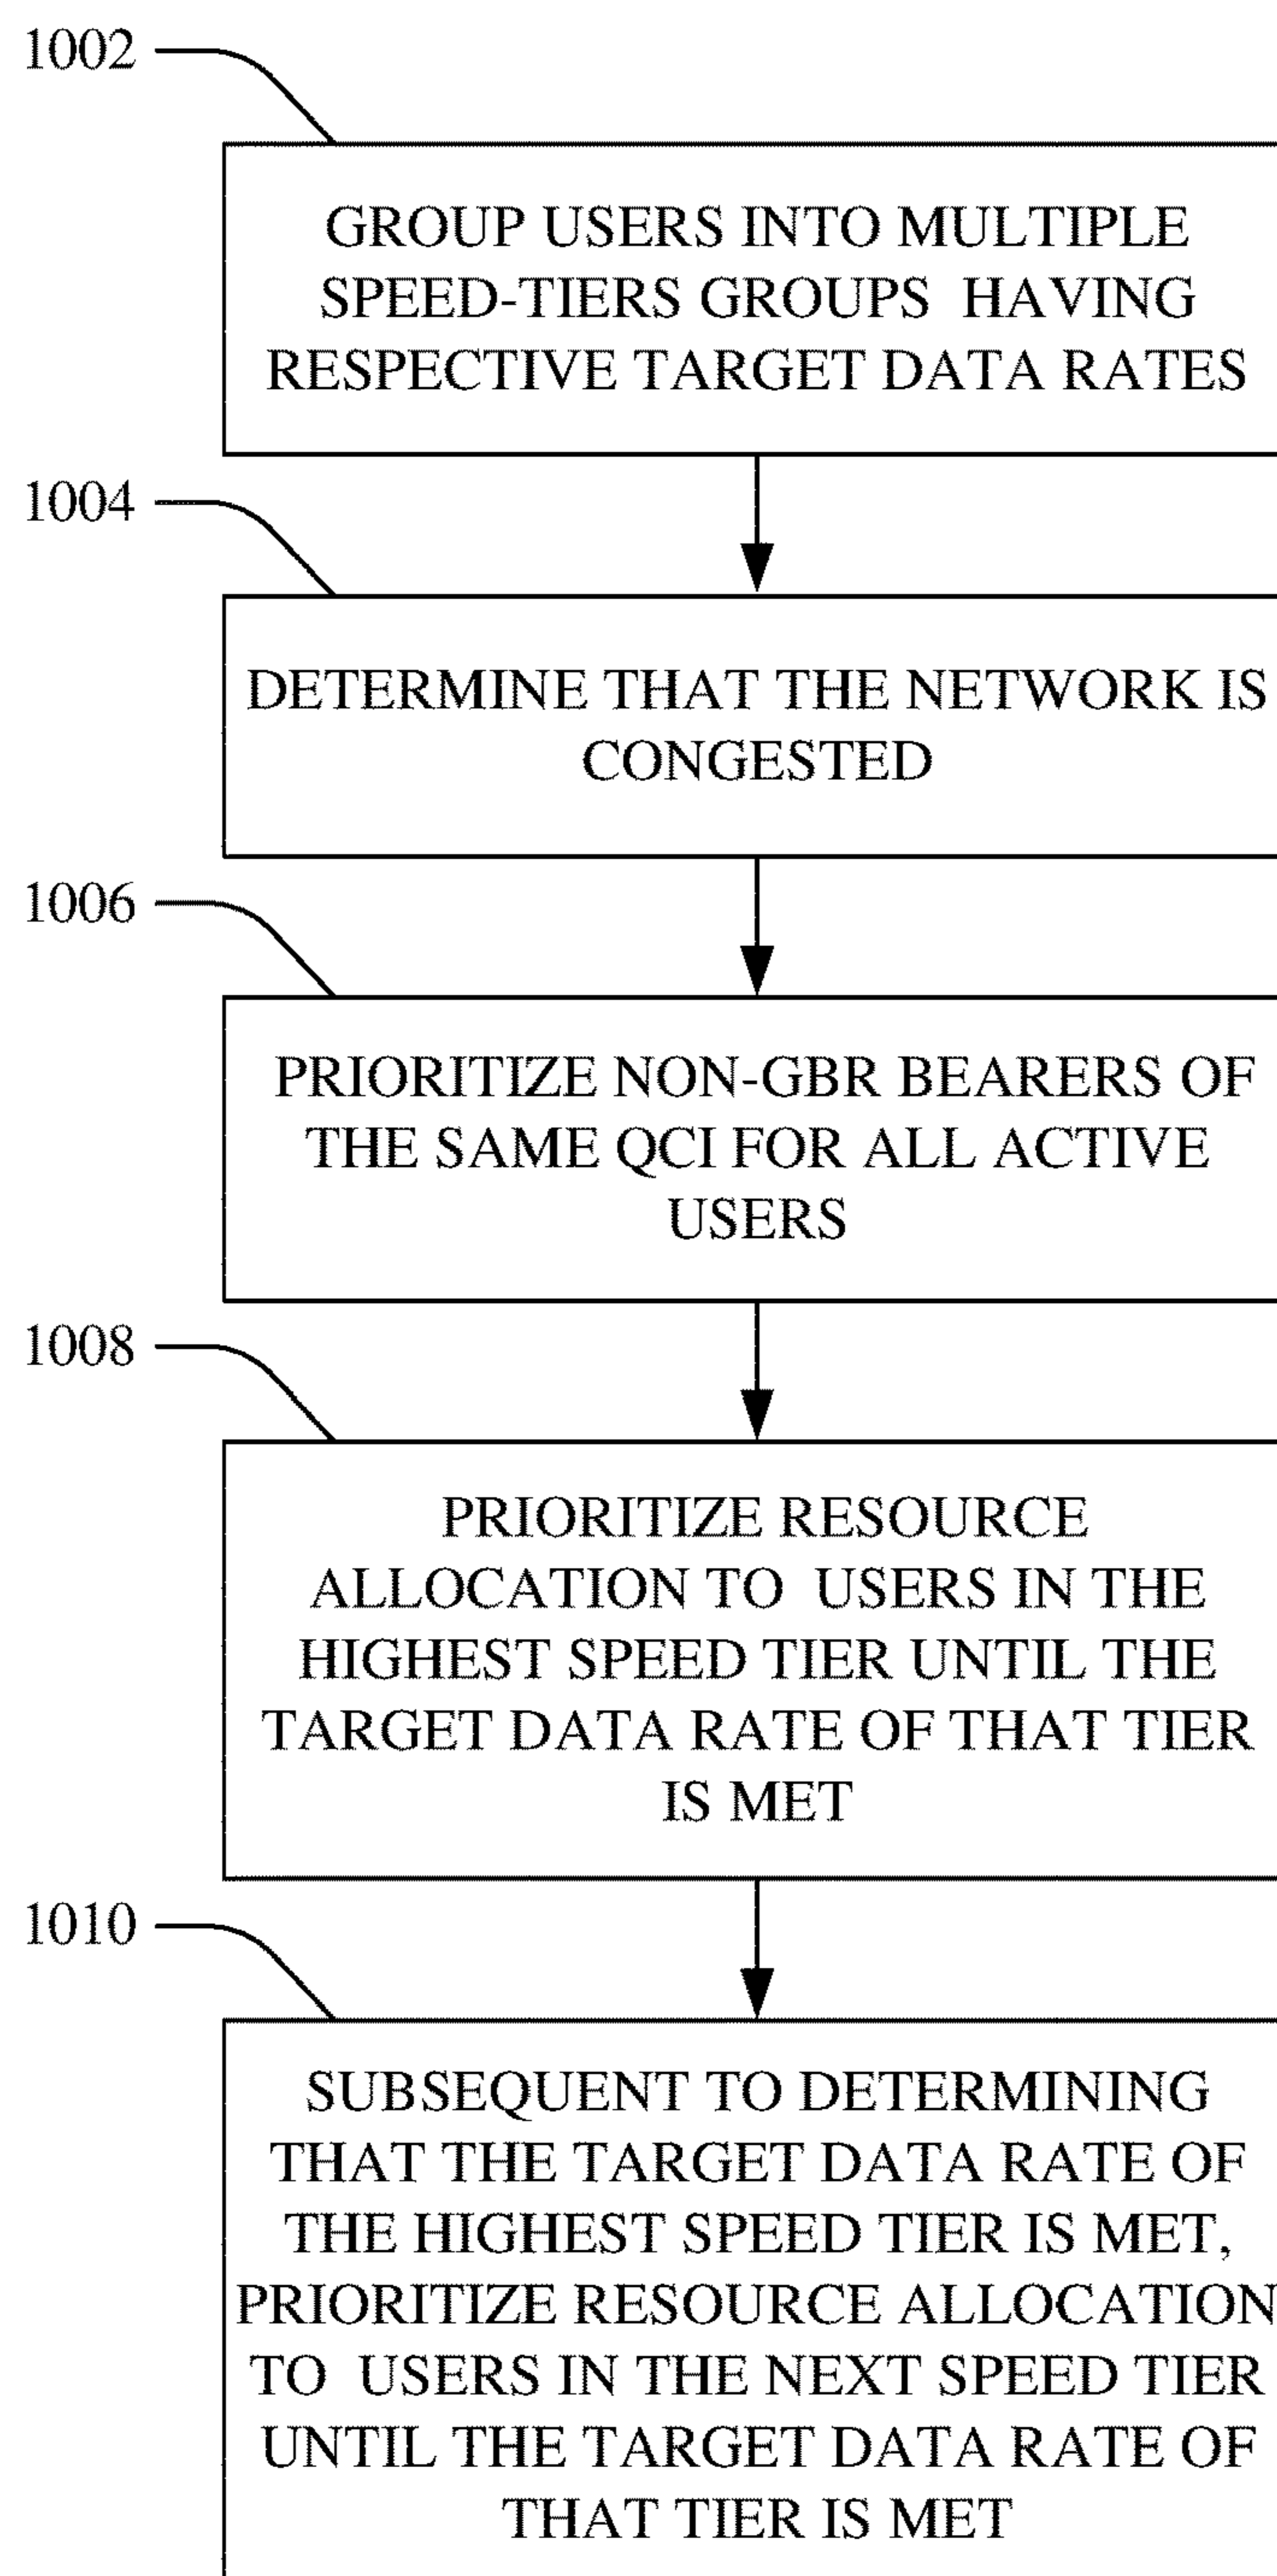 1002
GROUP USERS INTO MULTIPLE
SPEED-TIERS GROUPS HAVING
RESPECTIVE TARGET DATA RATES
1004
DETERMINE THAT THE NETWORK IS
CONGESTED
1006
PRIORITIZE NON-GBR BEARERS OF
THE SAME QCI FOR ALL ACTIVE
USERS
1008
PRIORITIZE RESOURCE
ALLOCATION TO USERS IN THE
HIGHEST SPEED TIER UNTIL THE
TARGET DATA RATE OF THAT TIER
IS MET
1010
SUBSEQUENT TO DETERMINING
THAT THE TARGET DATA RATE OF
THE HIGHEST SPEED TIER IS MET,
PRIORITIZE RESOURCE ALLOCATION
TO USERS IN THE NEXT SPEED TIER
UNTIL THE TARGET DATA RATE OF
THAT TIER IS MET